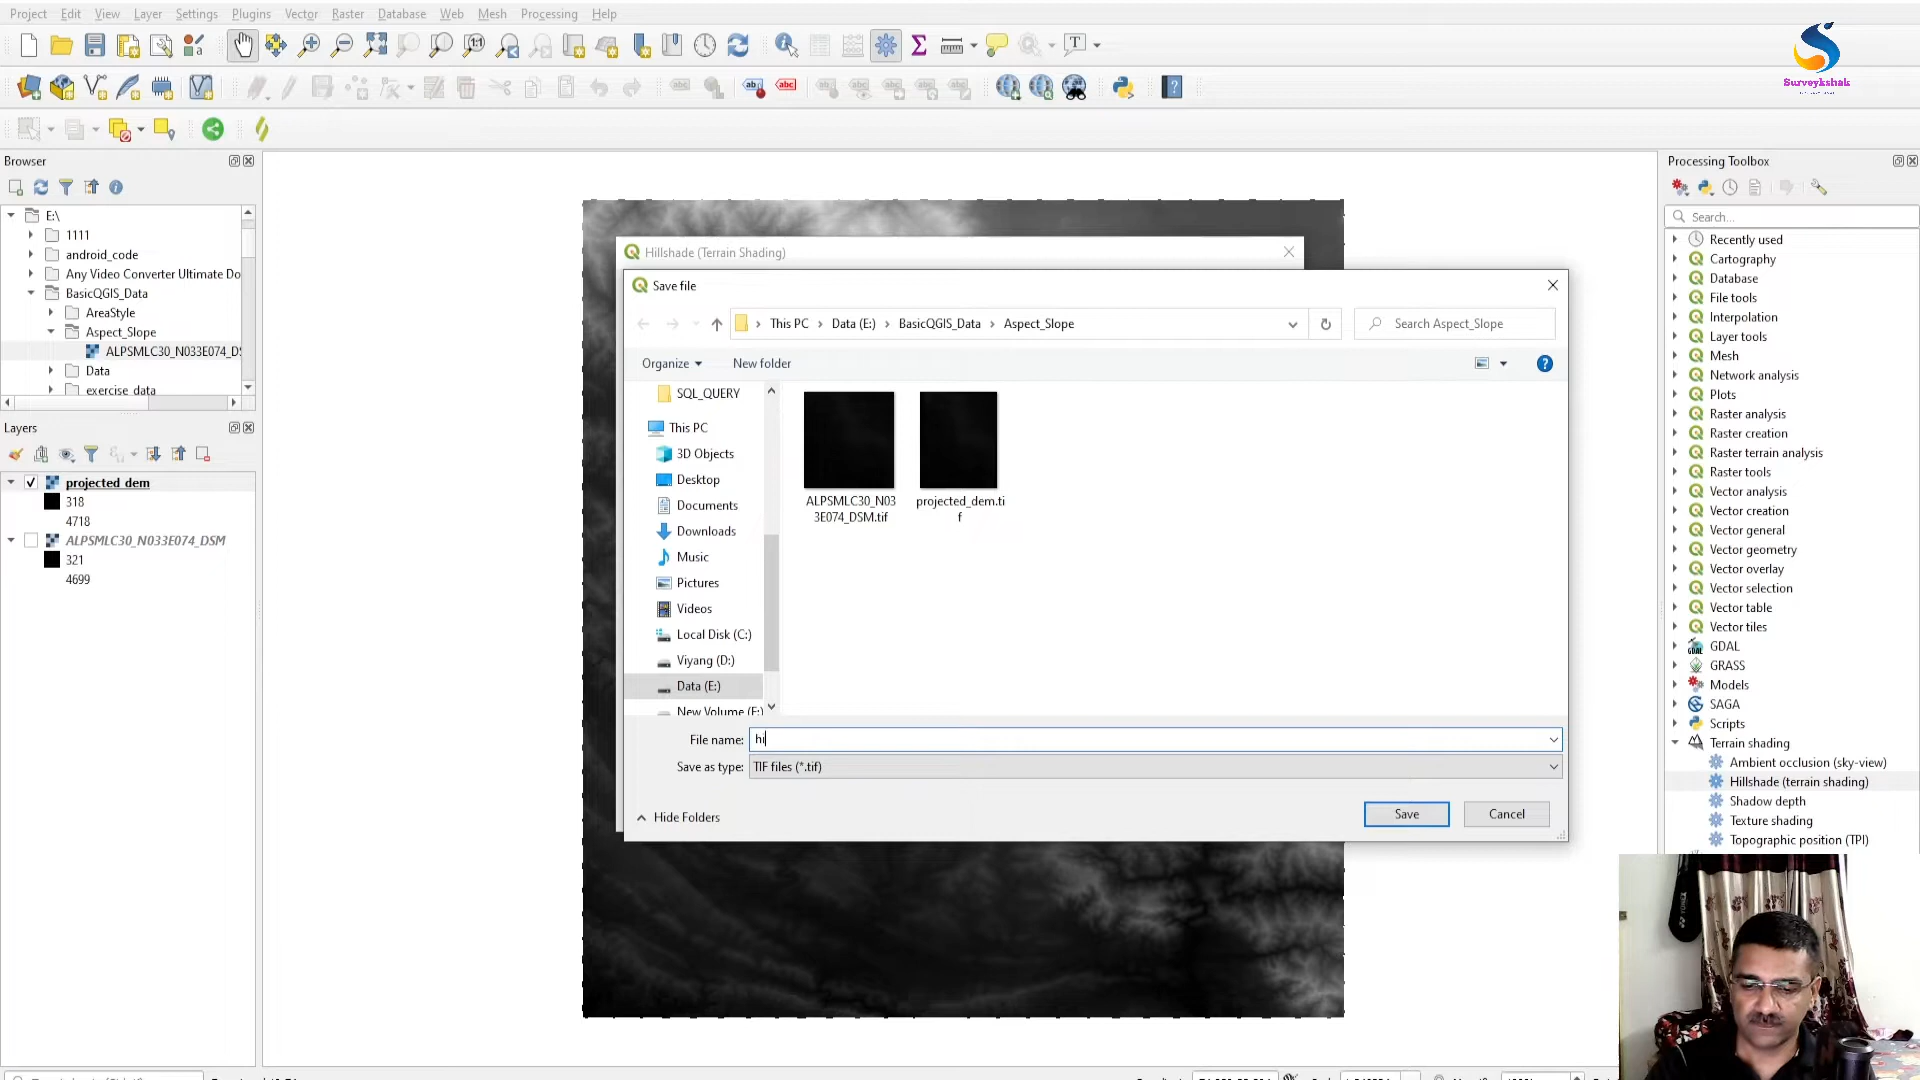 Project Edit View Layer Settings Plugins Vector Raster Database Web Mesh Processing Help
Surveykshak
Browser
E:\
1111
android_code
Any Video Converter Ultimate Do
BasicQGIS_Data
AreaStyle
Aspect_Slope
ALPSMLC30_N033E074_DS
Data
exercise_data
Layers
projected_dem
318
4718
ALPSMLC30_N033E074_DSM
321
4699
Hillshade (Terrain Shading)
Save file
This PC > Data (E:) > BasicQGIS_Data > Aspect_Slope
Search Aspect_Slope
Organize New folder
SQL_QUERY
This PC
3D Objects
Desktop
Documents
Downloads
Music
Pictures
Videos
Local Disk (C:)
Viyang (D:)
Data (E:)
New Volume (F:)
ALPSMLC30_N03
3E074_DSM.tif
projected_dem.ti
f
File name: hi
Save as type: TIF files (*.tif)
Hide Folders
Save Cancel
Processing Toolbox
Search...
Recently used
Cartography
Database
File tools
Interpolation
Layer tools
Mesh
Network analysis
Plots
Raster analysis
Raster creation
Raster terrain analysis
Raster tools
Vector analysis
Vector creation
Vector general
Vector geometry
Vector overlay
Vector selection
Vector table
Vector tiles
GDAL
GRASS
Models
SAGA
Scripts
Terrain shading
Ambient occlusion (sky-view)
Hillshade (terrain shading)
Shadow depth
Texture shading
Topographic position (TPI)